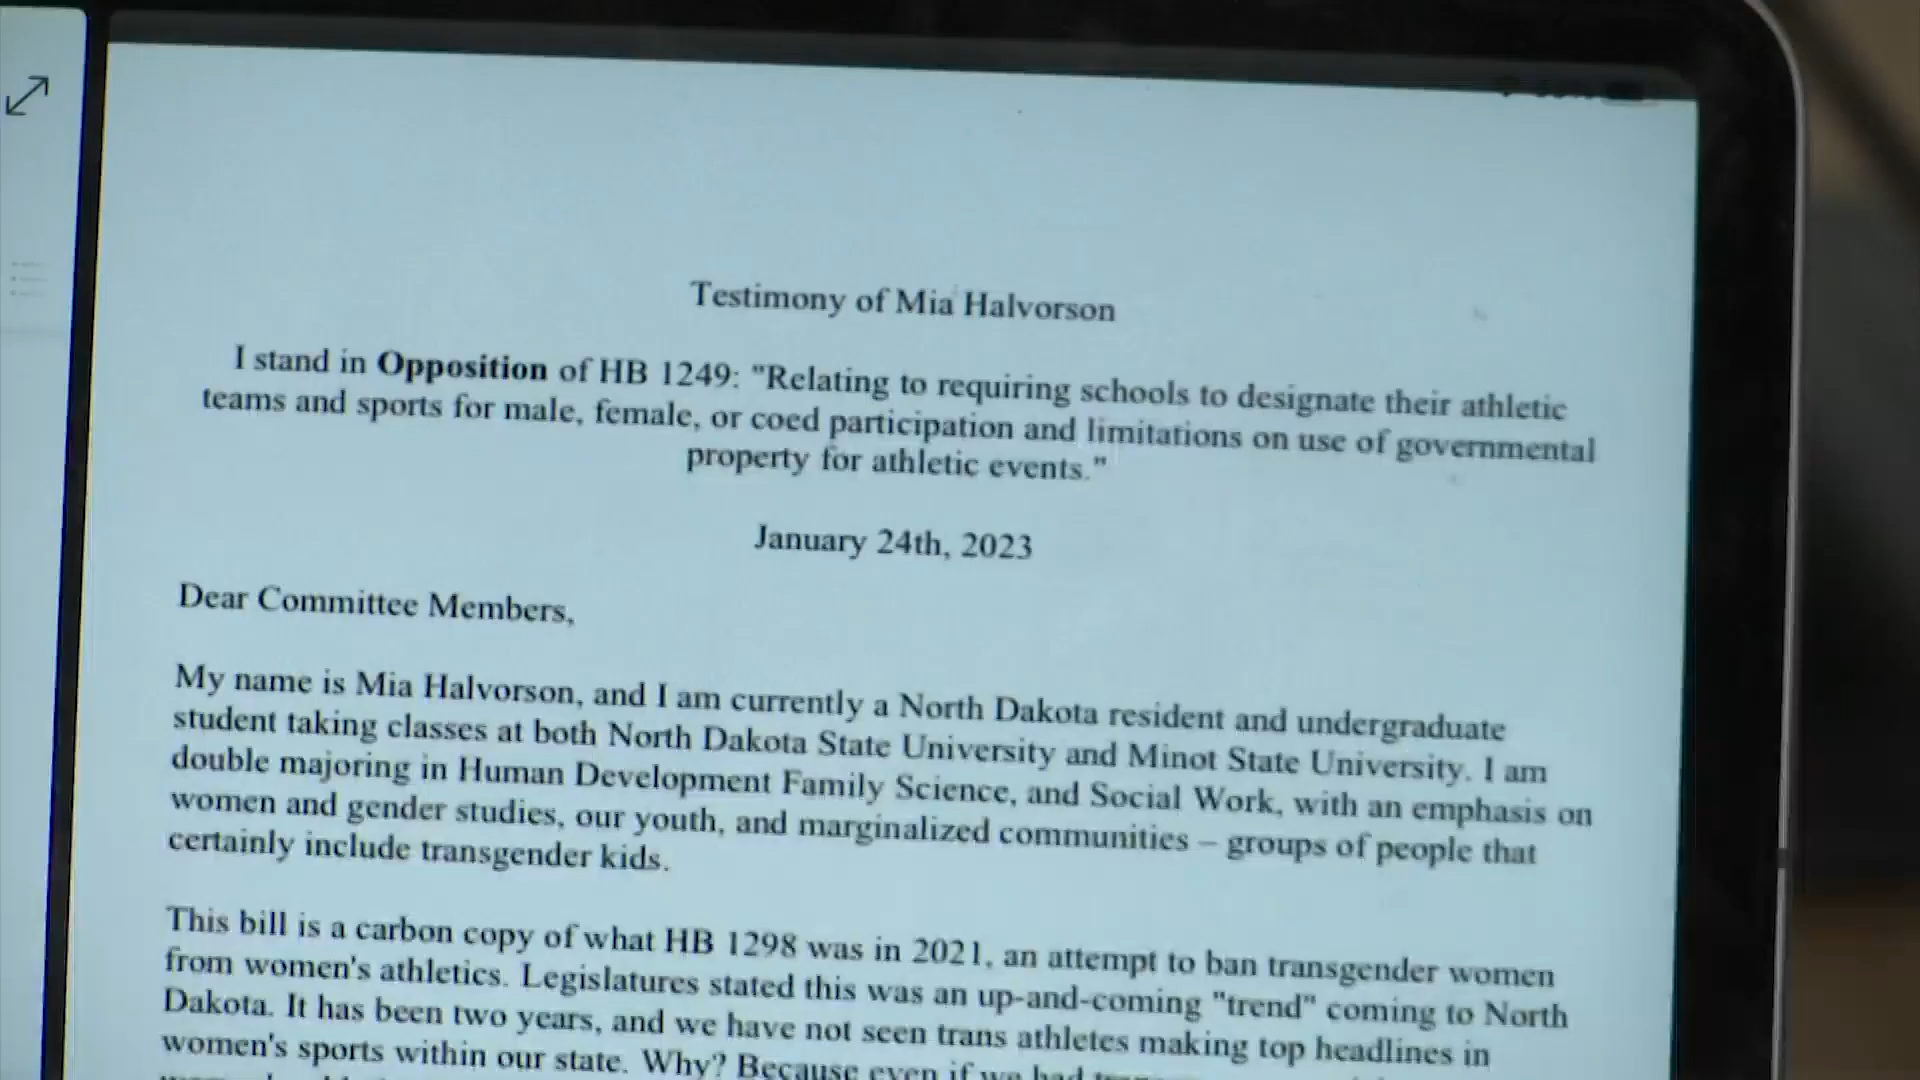 Testimony of Mia Halvorson
I stand in Opposition of HB 1249: "Relating to requiring schools to designate their athletic
teams and sports for male, female, or coed participation and limitations on use of governmental
property for athletic events."
January 24th, 2023
Dear Committee Members,
My name is Mia Halvorson, and I am currently a North Dakota resident and undergraduate
student taking classes at both North Dakota State University and Minot State University. I am
double majoring in Human Development Family Science, and Social Work, with an emphasis on
women and gender studies, our youth, and marginalized communities – groups of people that
certainly include transgender kids.
This bill is a carbon copy of what HB 1298 was in 2021, an attempt to ban transgender women
from women's athletics. Legislatures stated this was an up-and-coming "trend" coming to North
Dakota. It has been two years, and we have not seen trans athletes making top headlines in
women's sports within our state. Why? Because even if we had